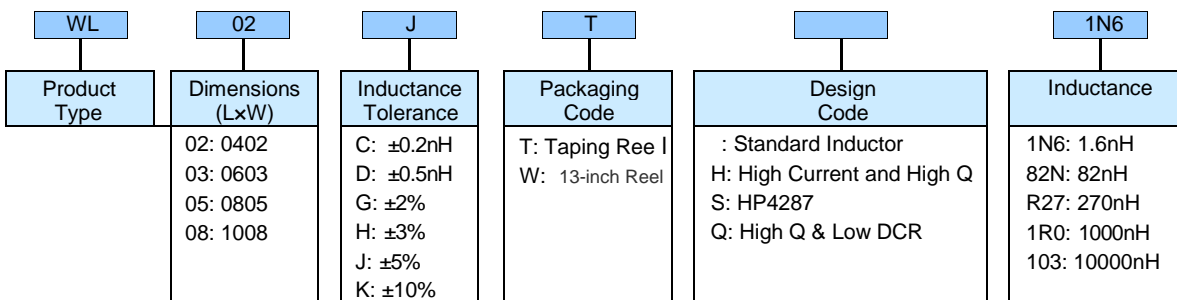 WL 02 J T 1N6
Product Type
Dimensions (L×W)
Inductance Tolerance
Packaging Code
Design Code
Inductance
02: 0402
03: 0603
05: 0805
08: 1008
C: ±0.2nH
D: ±0.5nH
G: ±2%
H: ±3%
J: ±5%
K: ±10%
T: Taping Ree l
W: 13-inch Reel
: Standard Inductor
H: High Current and High Q
S: HP4287
Q: High Q & Low DCR
1N6: 1.6nH
82N: 82nH
R27: 270nH
1R0: 1000nH
103: 10000nH